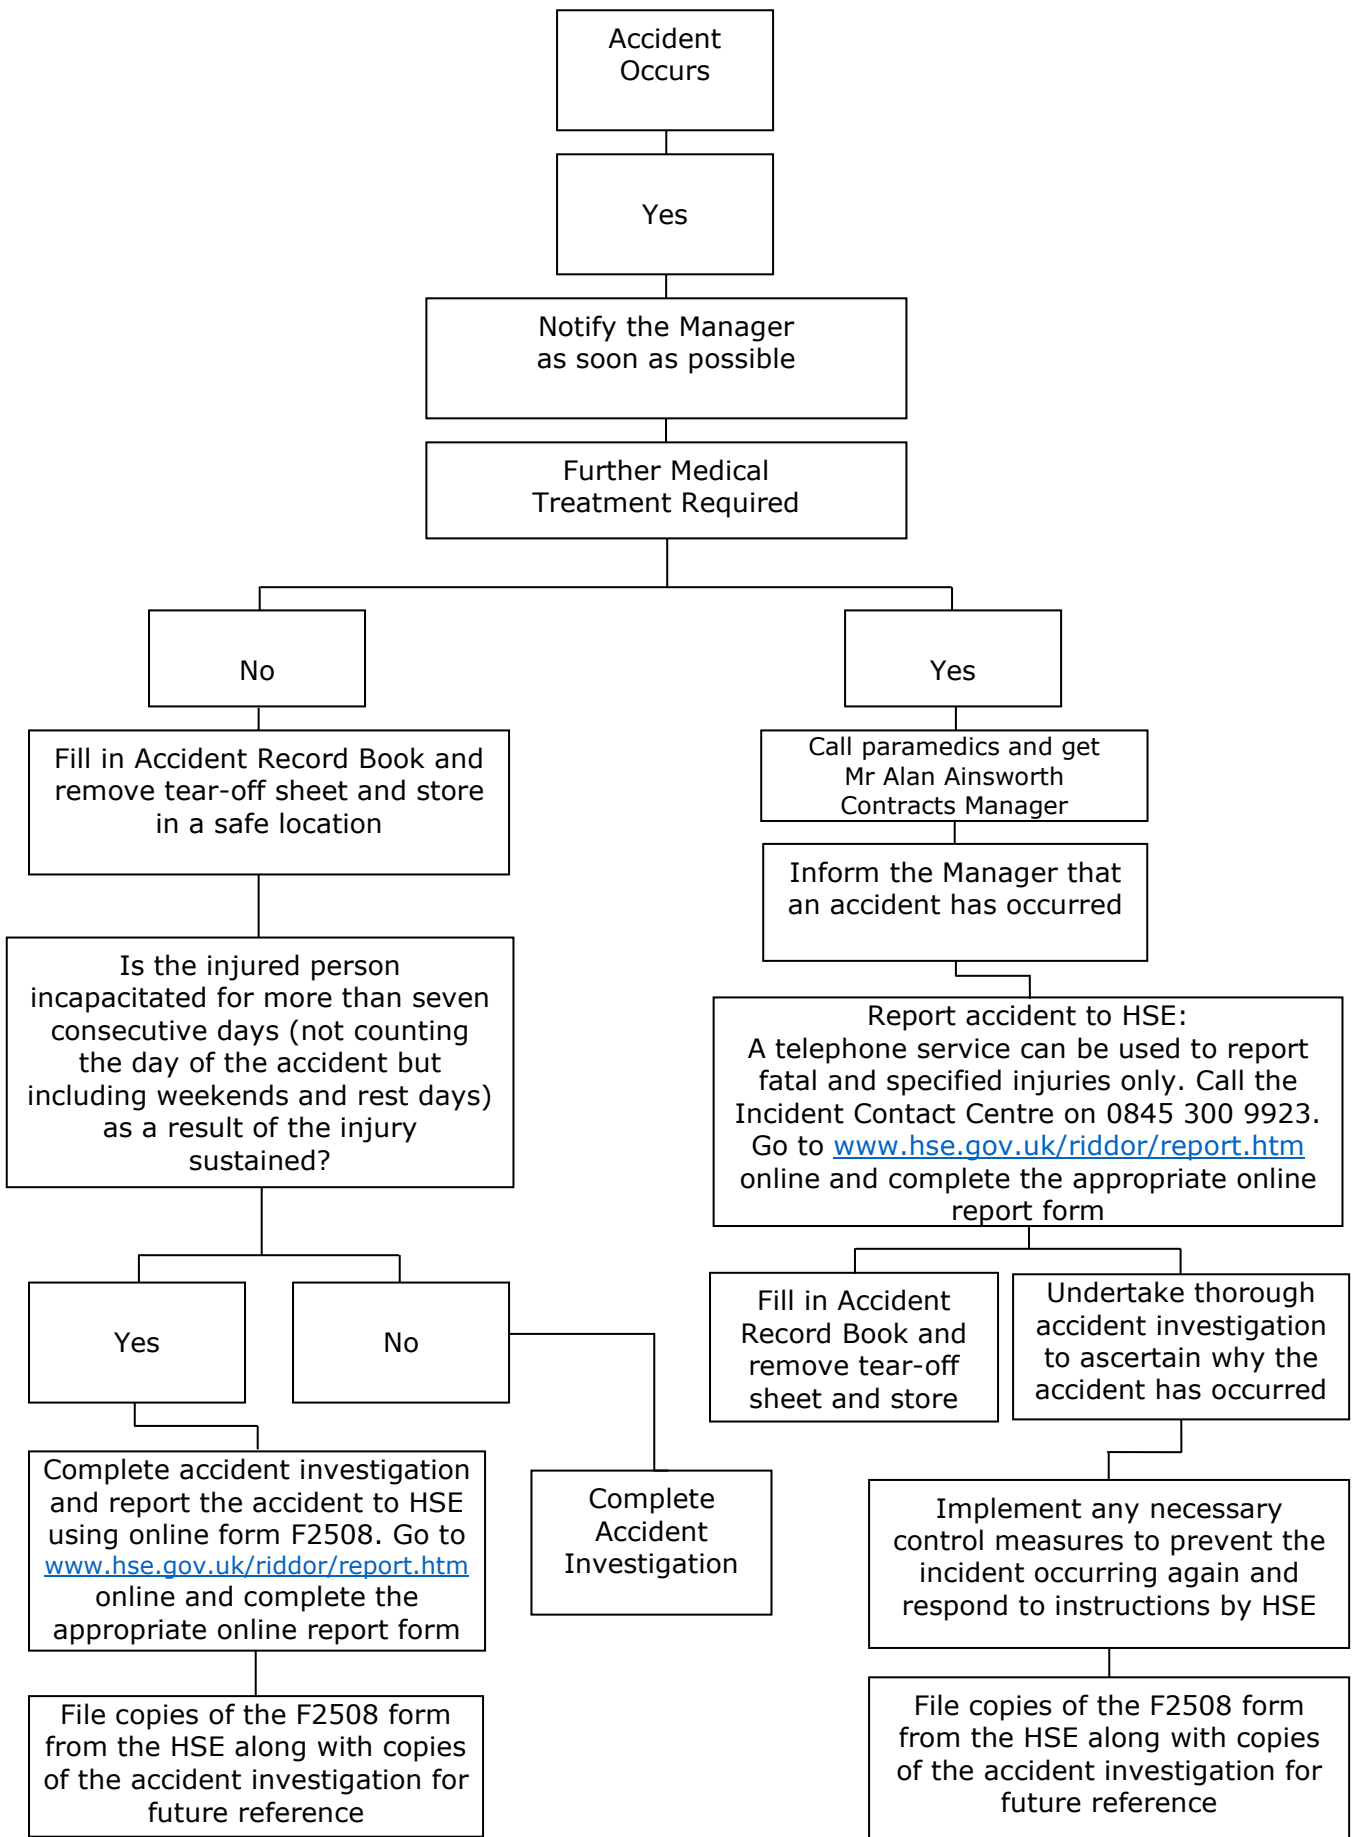 Accident
Occurs
Yes
Notify the Manager
as soon as possible
Further Medical
Treatment Required
No
Fill in Accident Record Book and
remove tear-off sheet and store
in a safe location
Is the injured person
incapacitated for more than seven
consecutive days (not counting
the day of the accident but
including weekends and rest days)
as a result of the injury
sustained?
Yes
No
Complete accident investigation
and report the accident to HSE
using online form F2508. Go to
www.hse.gov.uk/riddor/report.htm
online and complete the
appropriate online report form
File copies of the F2508 form
from the HSE along with copies
of the accident investigation for
future reference
Complete
Accident
Investigation
Yes
Call paramedics and get
Mr Alan Ainsworth
Contracts Manager
Inform the Manager that
an accident has occurred
Report accident to HSE:
A telephone service can be used to report
fatal and specified injuries only. Call the
Incident Contact Centre on 0845 300 9923.
Go to www.hse.gov.uk/riddor/report.htm
online and complete the appropriate online
report form
Fill in Accident
Record Book and
remove tear-off
sheet and store
Undertake thorough
accident investigation
to ascertain why the
accident has occurred
Implement any necessary
control measures to prevent the
incident occurring again and
respond to instructions by HSE
File copies of the F2508 form
from the HSE along with copies
of the accident investigation for
future reference